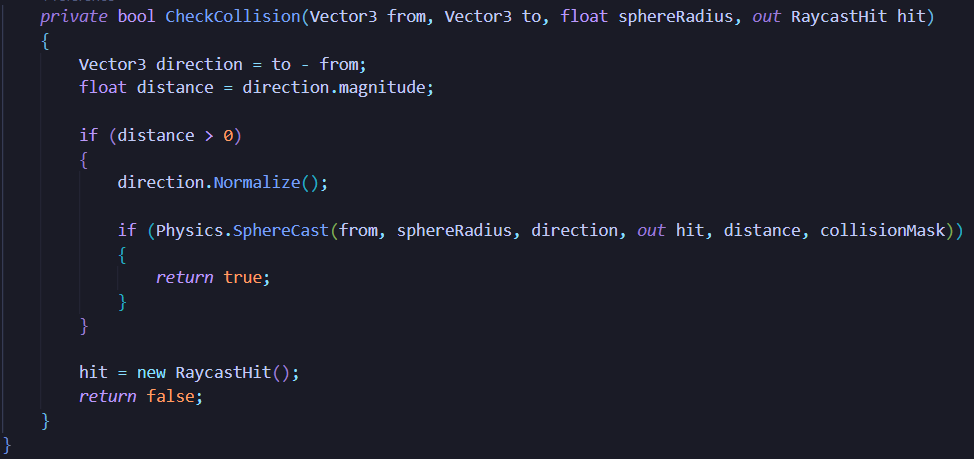 private bool CheckCollision(Vector3 from, Vector3 to, float sphereRadius, out RaycastHit hit)
{
Vector3 direction = to - from;
float distance = direction.magnitude;
if (distance > 0)
{
direction.Normalize();
if (Physics.SphereCast(from, sphereRadius, direction, out hit, distance, collisionMask))
{
return true;
}
}
hit = new RaycastHit();
return false;
}
}